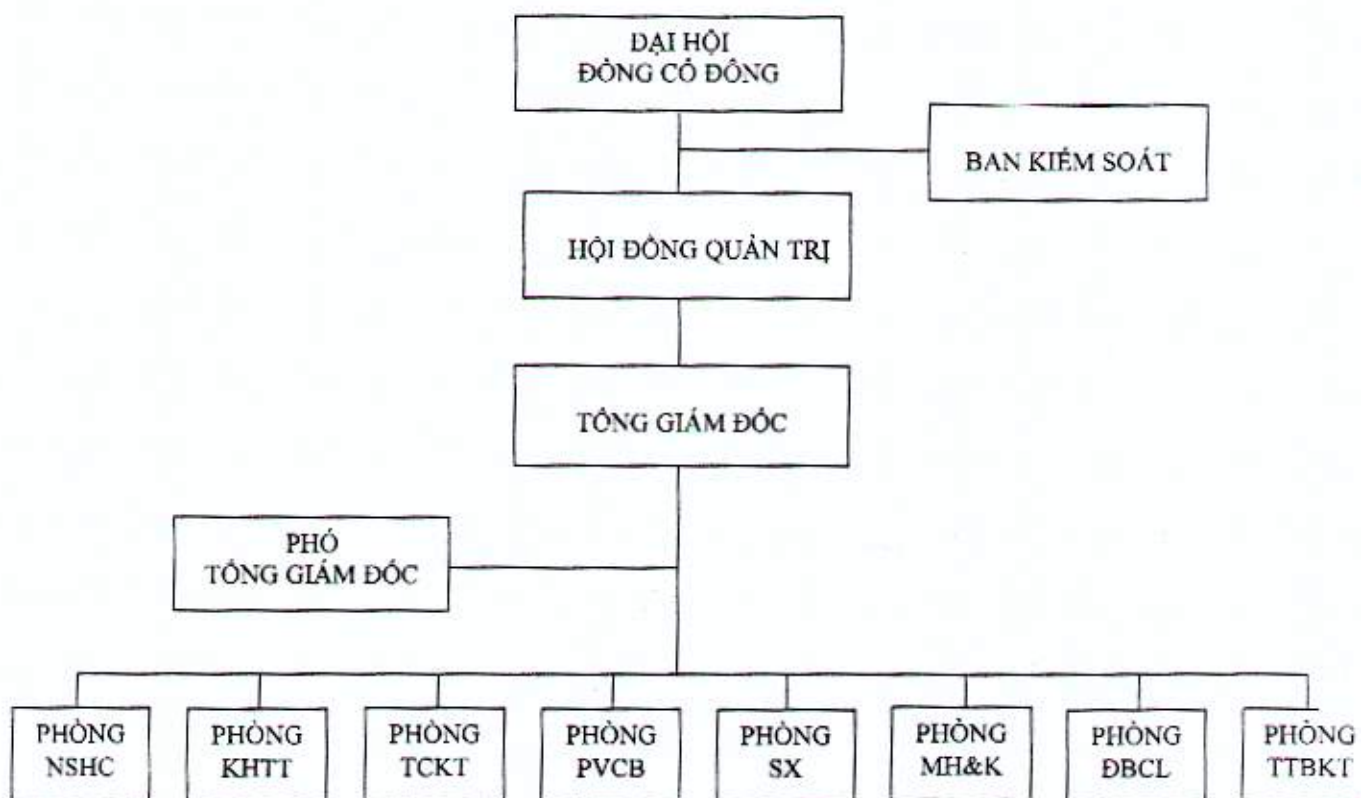 ĐẠI HỘI
ĐỒNG CỔ ĐÔNG
BAN KIỂM SOÁT
HỘI ĐỒNG QUẢN TRỊ
TỔNG GIÁM ĐỐC
PHÓ
TỔNG GIÁM ĐỐC
PHÒNG
NSHC
PHÒNG
KHTT
PHÒNG
TCKT
PHÒNG
PVCB
PHÒNG
SX
PHÒNG
MH&K
PHÒNG
ĐBCL
PHÒNG
TTBKT